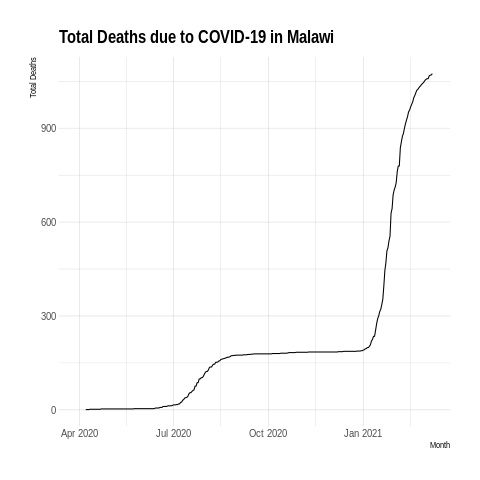 Total Deaths due to COVID-19 in Malawi
Total Deaths
900
600
300
0
Apr 2020 Jul 2020 Oct 2020 Jan 2021
Month